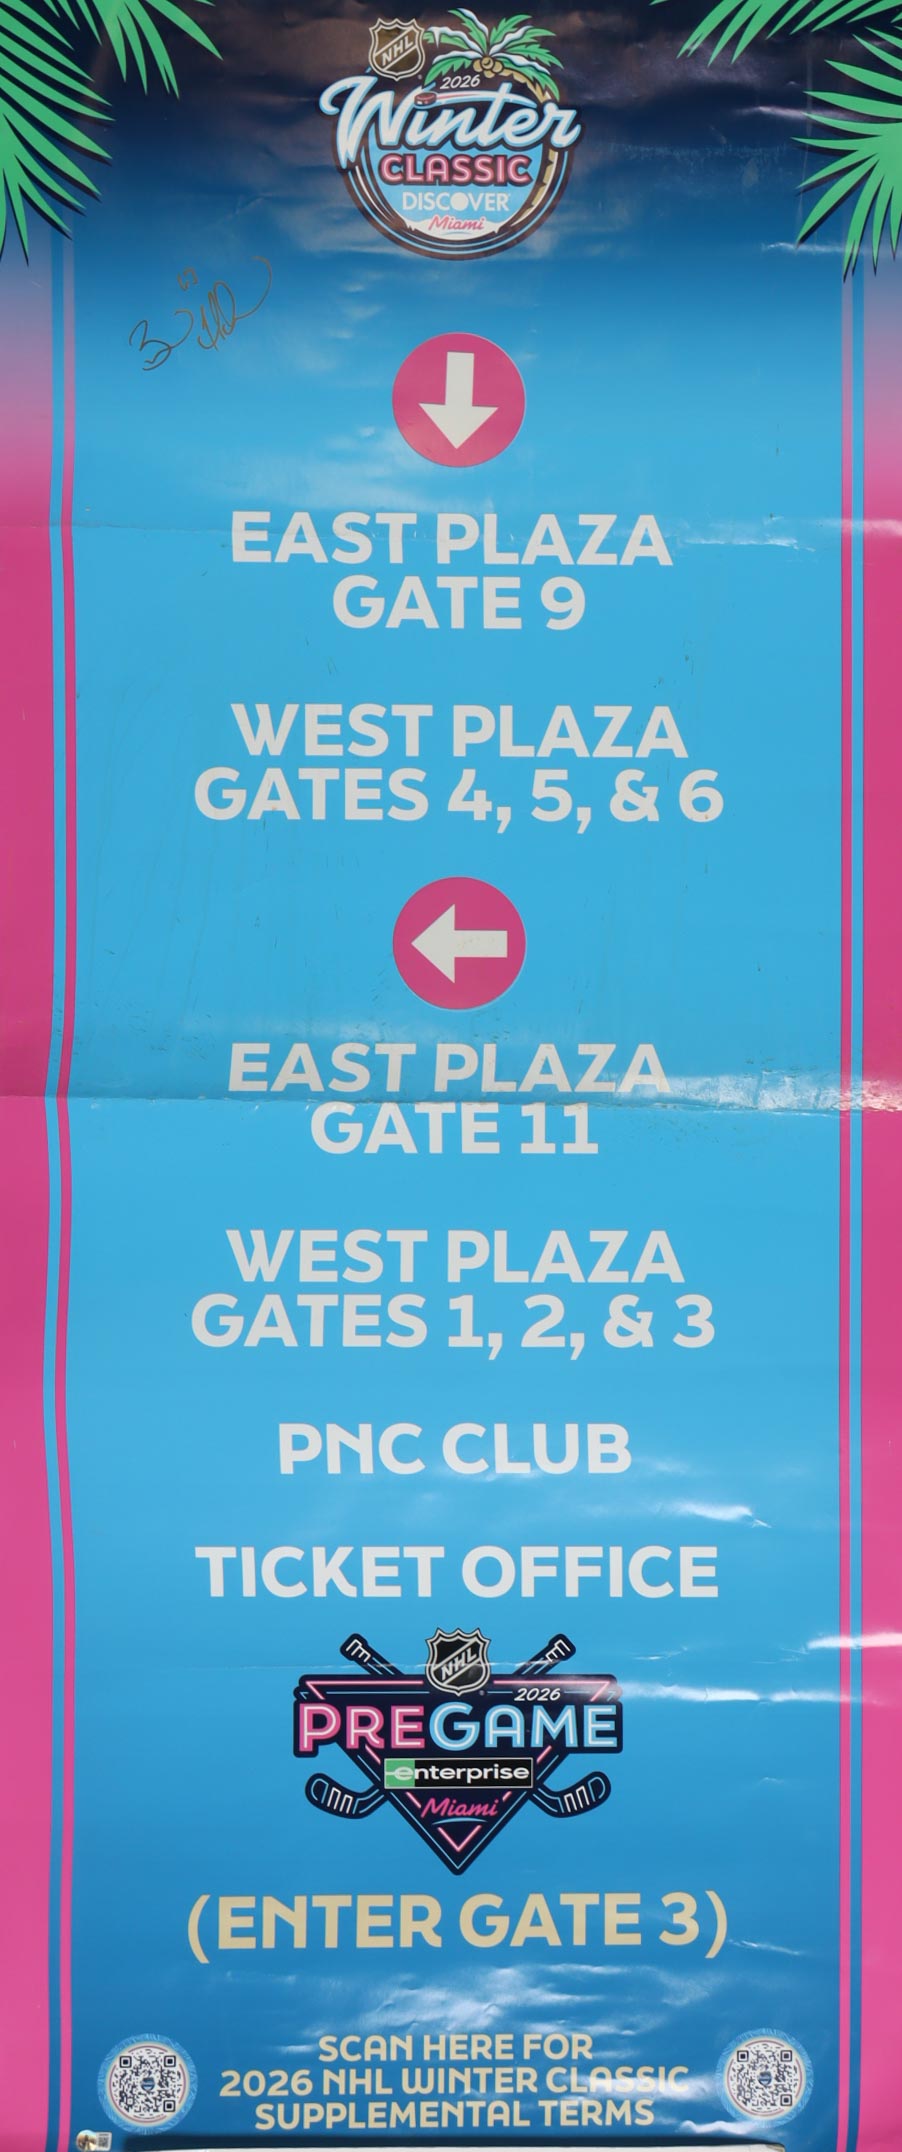 NHL
2026
Winter
CLASSIC
DISCOVER
Miami
EAST PLAZA
GATE 9
WEST PLAZA
GATES 4, 5, & 6
EAST PLAZA
GATE 11
WEST PLAZA
GATES 1, 2, & 3
PNC CLUB
TICKET OFFICE
NHL
2026
PREGAME
enterprise
Miami
(ENTER GATE 3)
SCAN HERE FOR
2026 NHL WINTER CLASSIC
SUPPLEMENTAL TERMS